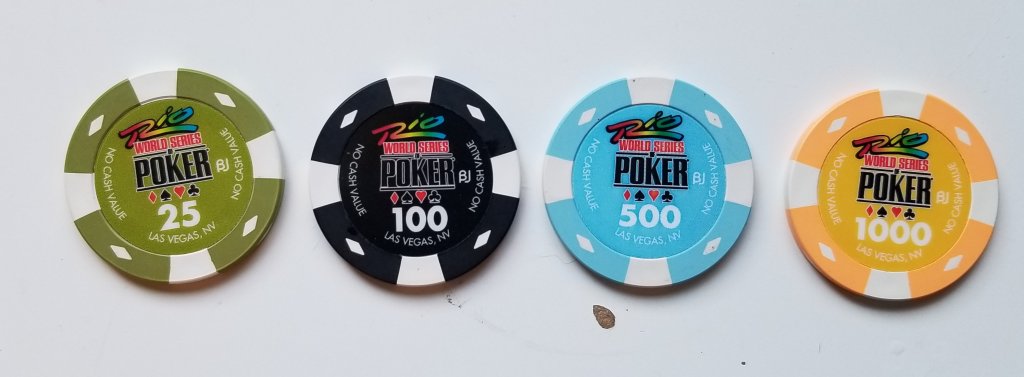 RIO
WORLD SERIES
POKER
25
LAS VEGAS, NV
NO CASH VALUE
NO CASH VALUE
BJ
RIO
WORLD SERIES
POKER
100
LAS VEGAS, NV
NO CASH VALUE
NO CASH VALUE
BJ
RIO
WORLD SERIES
POKER
500
LAS VEGAS, NV
NO CASH VALUE
NO CASH VALUE
BJ
RIO
WORLD SERIES
POKER
1000
LAS VEGAS, NV
NO CASH VALUE
NO CASH VALUE
BJ